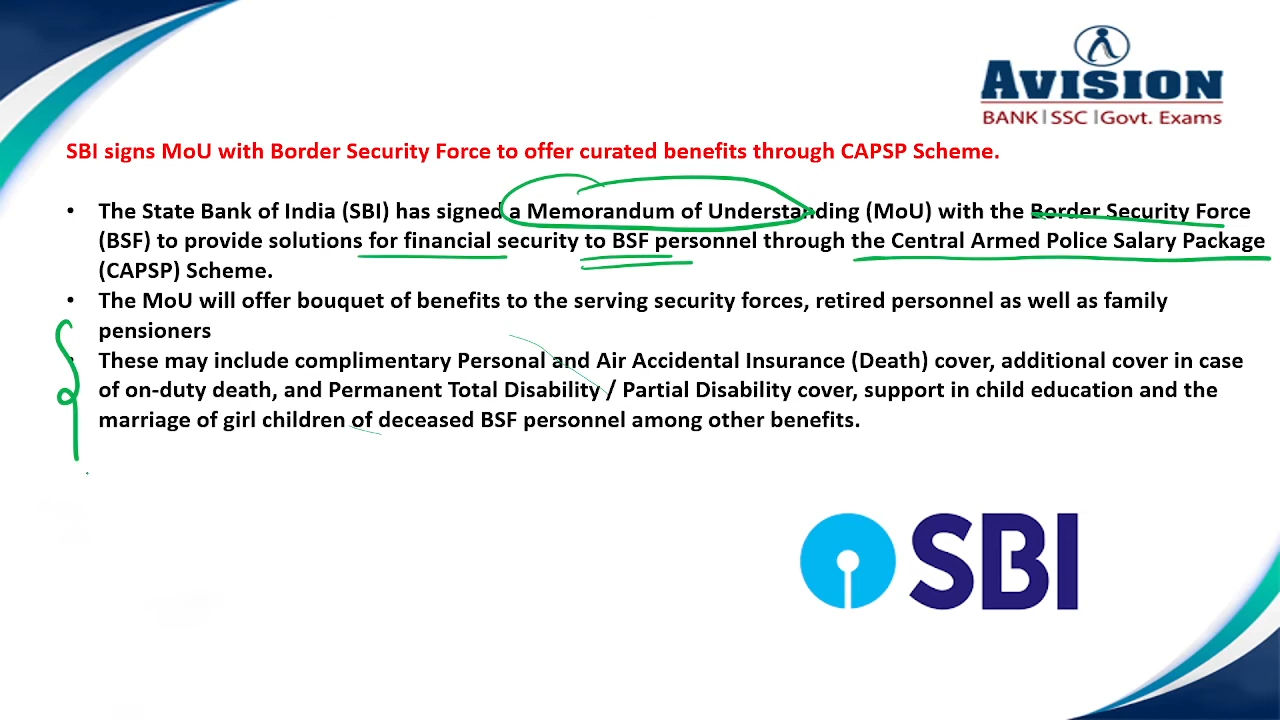 AVISION
BANK | SSC | Govt. Exams
SBI signs MoU with Border Security Force to offer curated benefits through CAPSP Scheme.
• The State Bank of India (SBI) has signed a Memorandum of Understanding (MoU) with the Border Security Force
(BSF) to provide solutions for financial security to BSF personnel through the Central Armed Police Salary Package
(CAPSP) Scheme.
• The MoU will offer bouquet of benefits to the serving security forces, retired personnel as well as family
pensioners
• These may include complimentary Personal and Air Accidental Insurance (Death) cover, additional cover in case
of on-duty death, and Permanent Total Disability / Partial Disability cover, support in child education and the
marriage of girl children of deceased BSF personnel among other benefits.
SBI